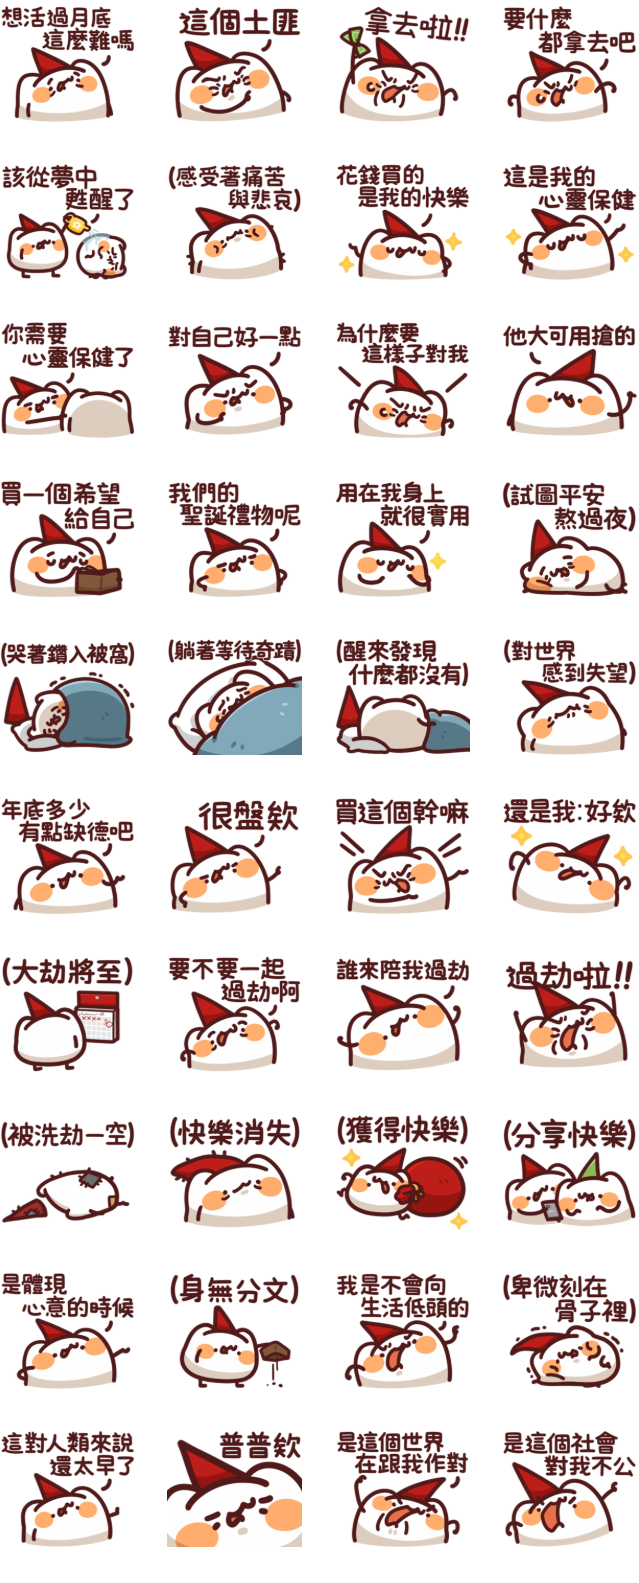 想活過月底
這麼難嗎
這個土匪
拿去啦!!
要什麼
都拿去吧
該從夢中
甦醒了
(感受著痛苦
與悲哀)
花錢買的
是我的快樂
這是我的
心靈保健
你需要
心靈保健了
對自己好一點
為什麼要
這樣子對我
他大可用搶的
買一個希望
給自己
我們的
聖誕禮物呢
用在我身上
就很實用
(試圖平安
熬過夜)
(哭著鑽入被窩)
(躺著等待奇蹟)
(醒來發現
什麼都沒有)
(對世界
感到失望)
年底多少
有點缺德吧
很盤欸
買這個幹嘛
還是我:好欸
(大劫將至)
要不要一起
過劫啊
誰來陪我過劫
過劫啦!!
(被洗劫一空)
(快樂消失)
(獲得快樂)
(分享快樂)
是體現
心意的時候
(身無分文)
我是不會向
生活低頭的
(卑微刻在
骨子裡)
這對人類來說
還太早了
普普欸
是這個世界
在跟我作對
是這個社會
對我不公